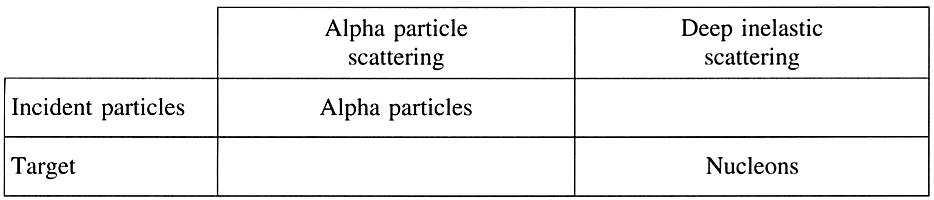 Alpha particle
scattering
Deep inelastic
scattering
Incident particles
Alpha particles
Target
Nucleons